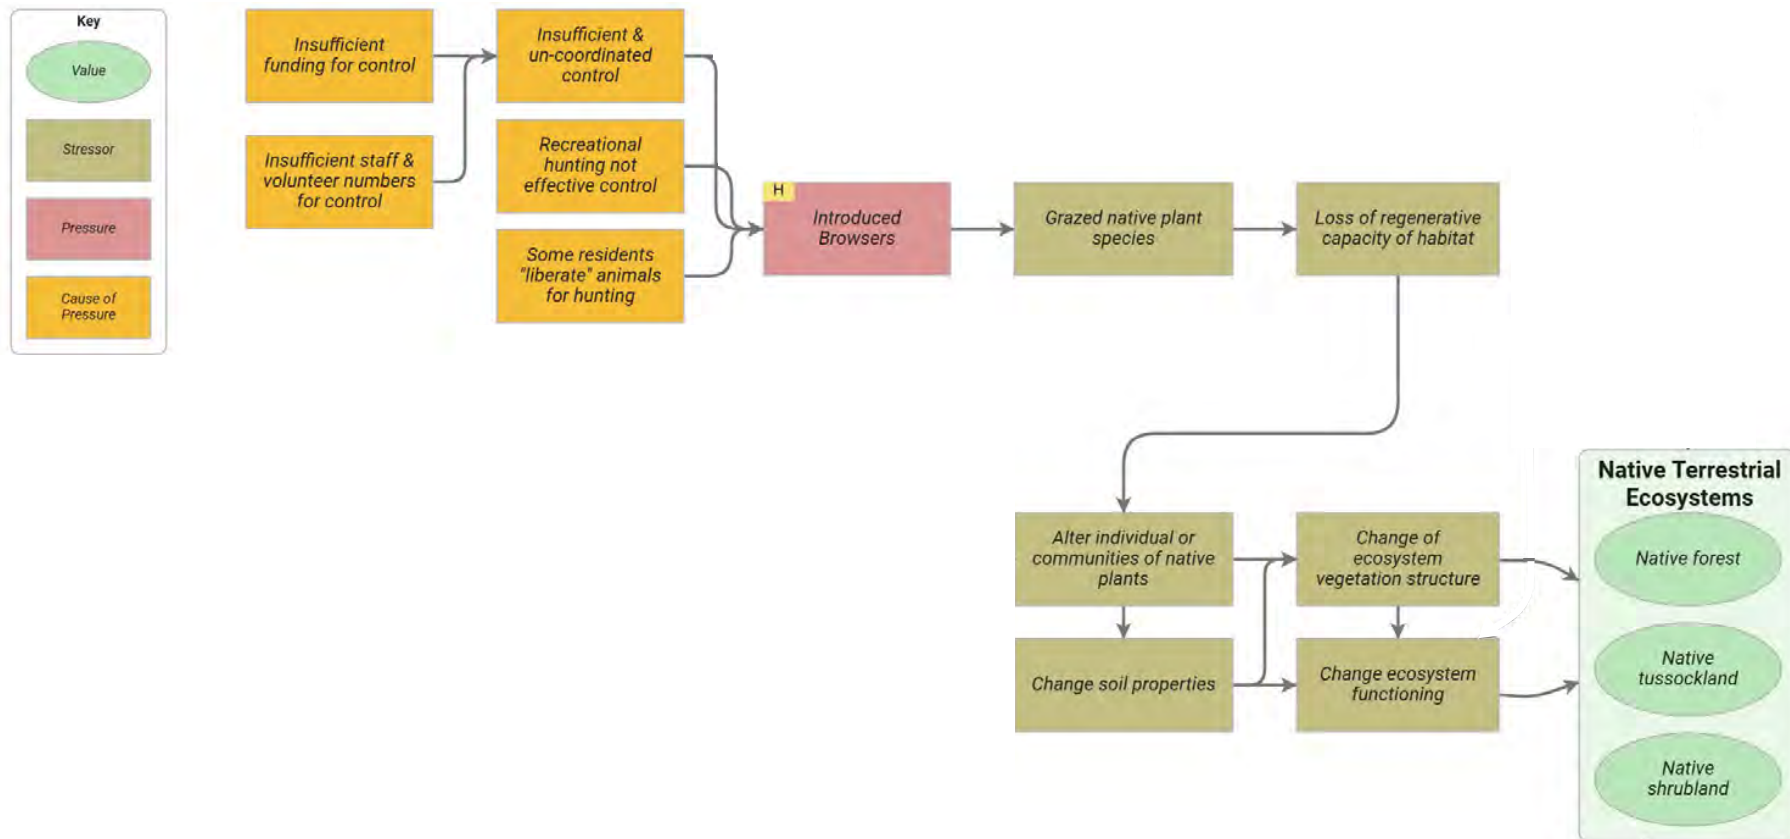 Key
Value
Stressor
Pressure
Cause of
Pressure
Insufficient
funding for control
Insufficient staff &
volunteer numbers
for control
Insufficient &
un-coordinated
control
Recreational
hunting not
effective control
Some residents
"liberate" animals
for hunting
H
Introduced
Browsers
Grazed native plant
species
Loss of regenerative
capacity of habitat
Alter individual or
communities of native
plants
Change soil properties
Change of
ecosystem
vegetation structure
Change ecosystem
functioning
Native Terrestrial
Ecosystems
Native forest
Native
tussockland
Native
shrubland